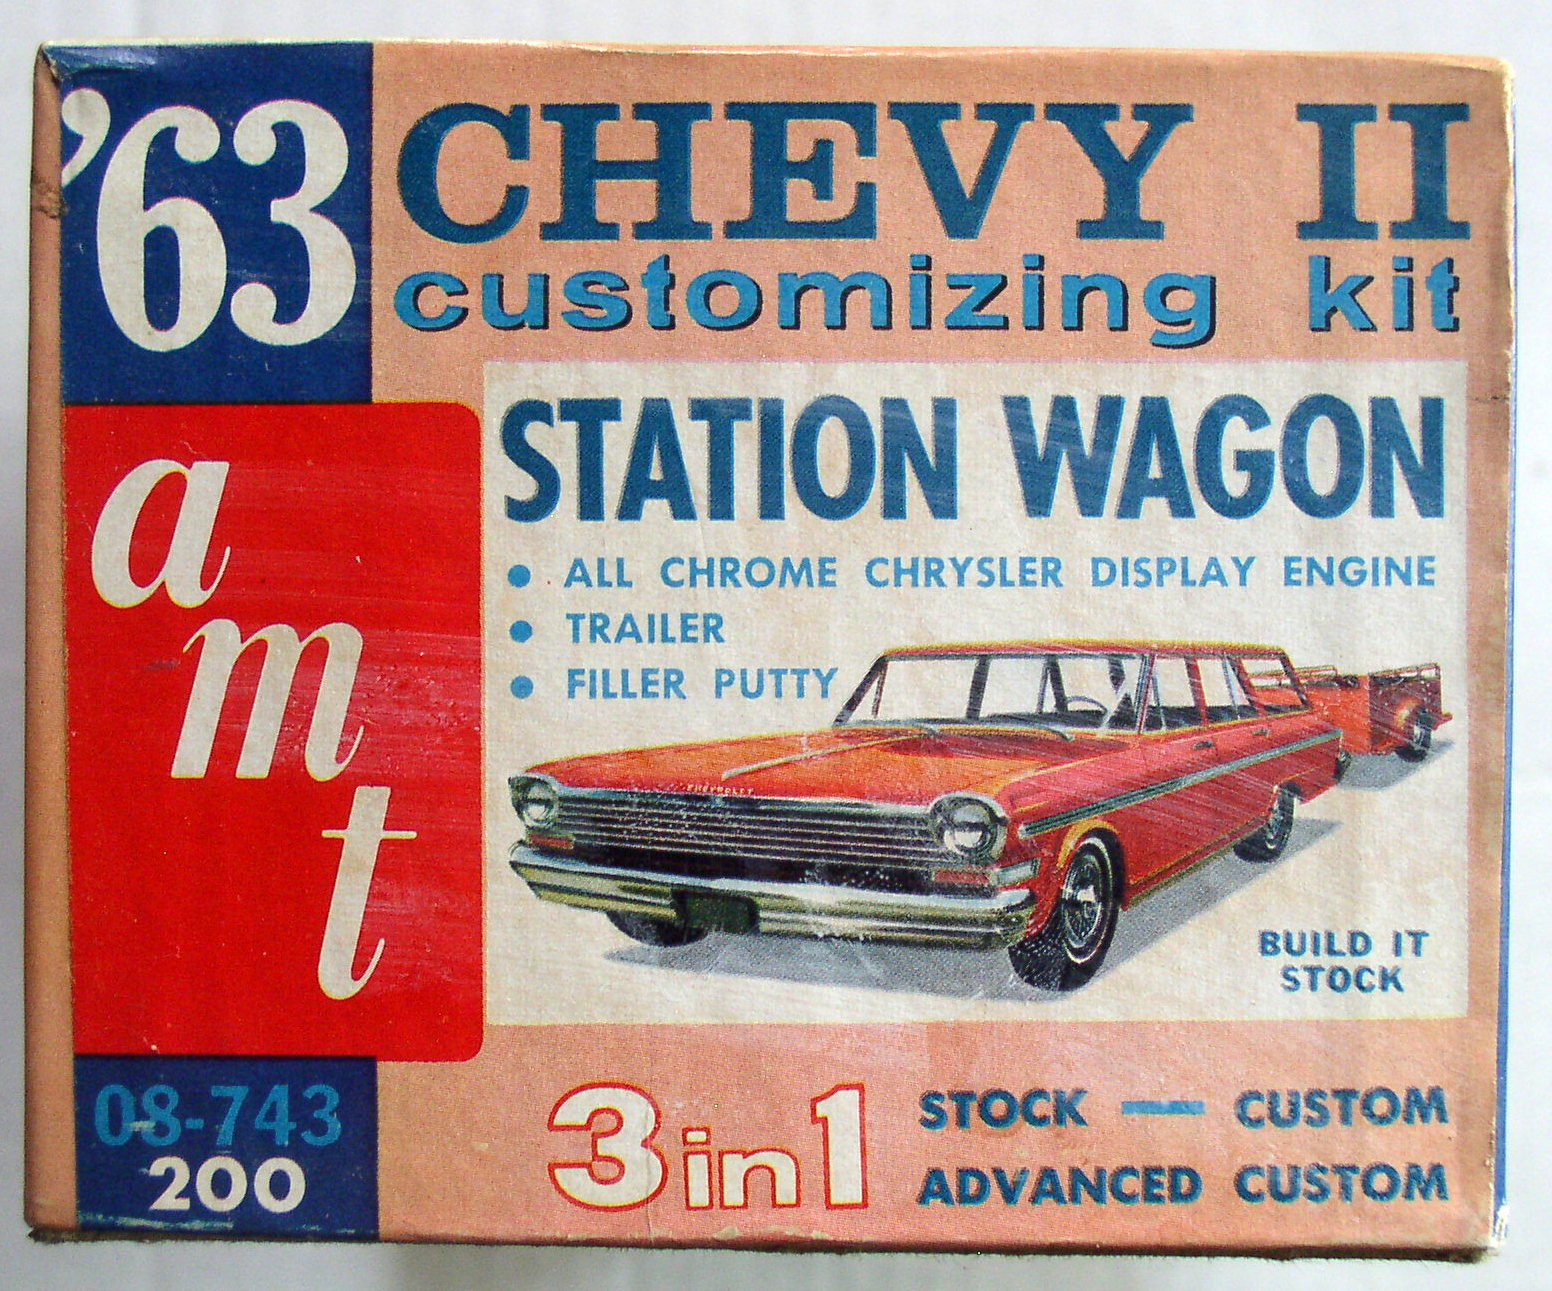 '63 CHEVY II
customizing kit
amt
STATION WAGON
• ALL CHROME CHRYSLER DISPLAY ENGINE
• TRAILER
• FILLER PUTTY
CHEVROLET
BUILD IT
STOCK
08-743
200
3 in 1
STOCK — CUSTOM
ADVANCED CUSTOM